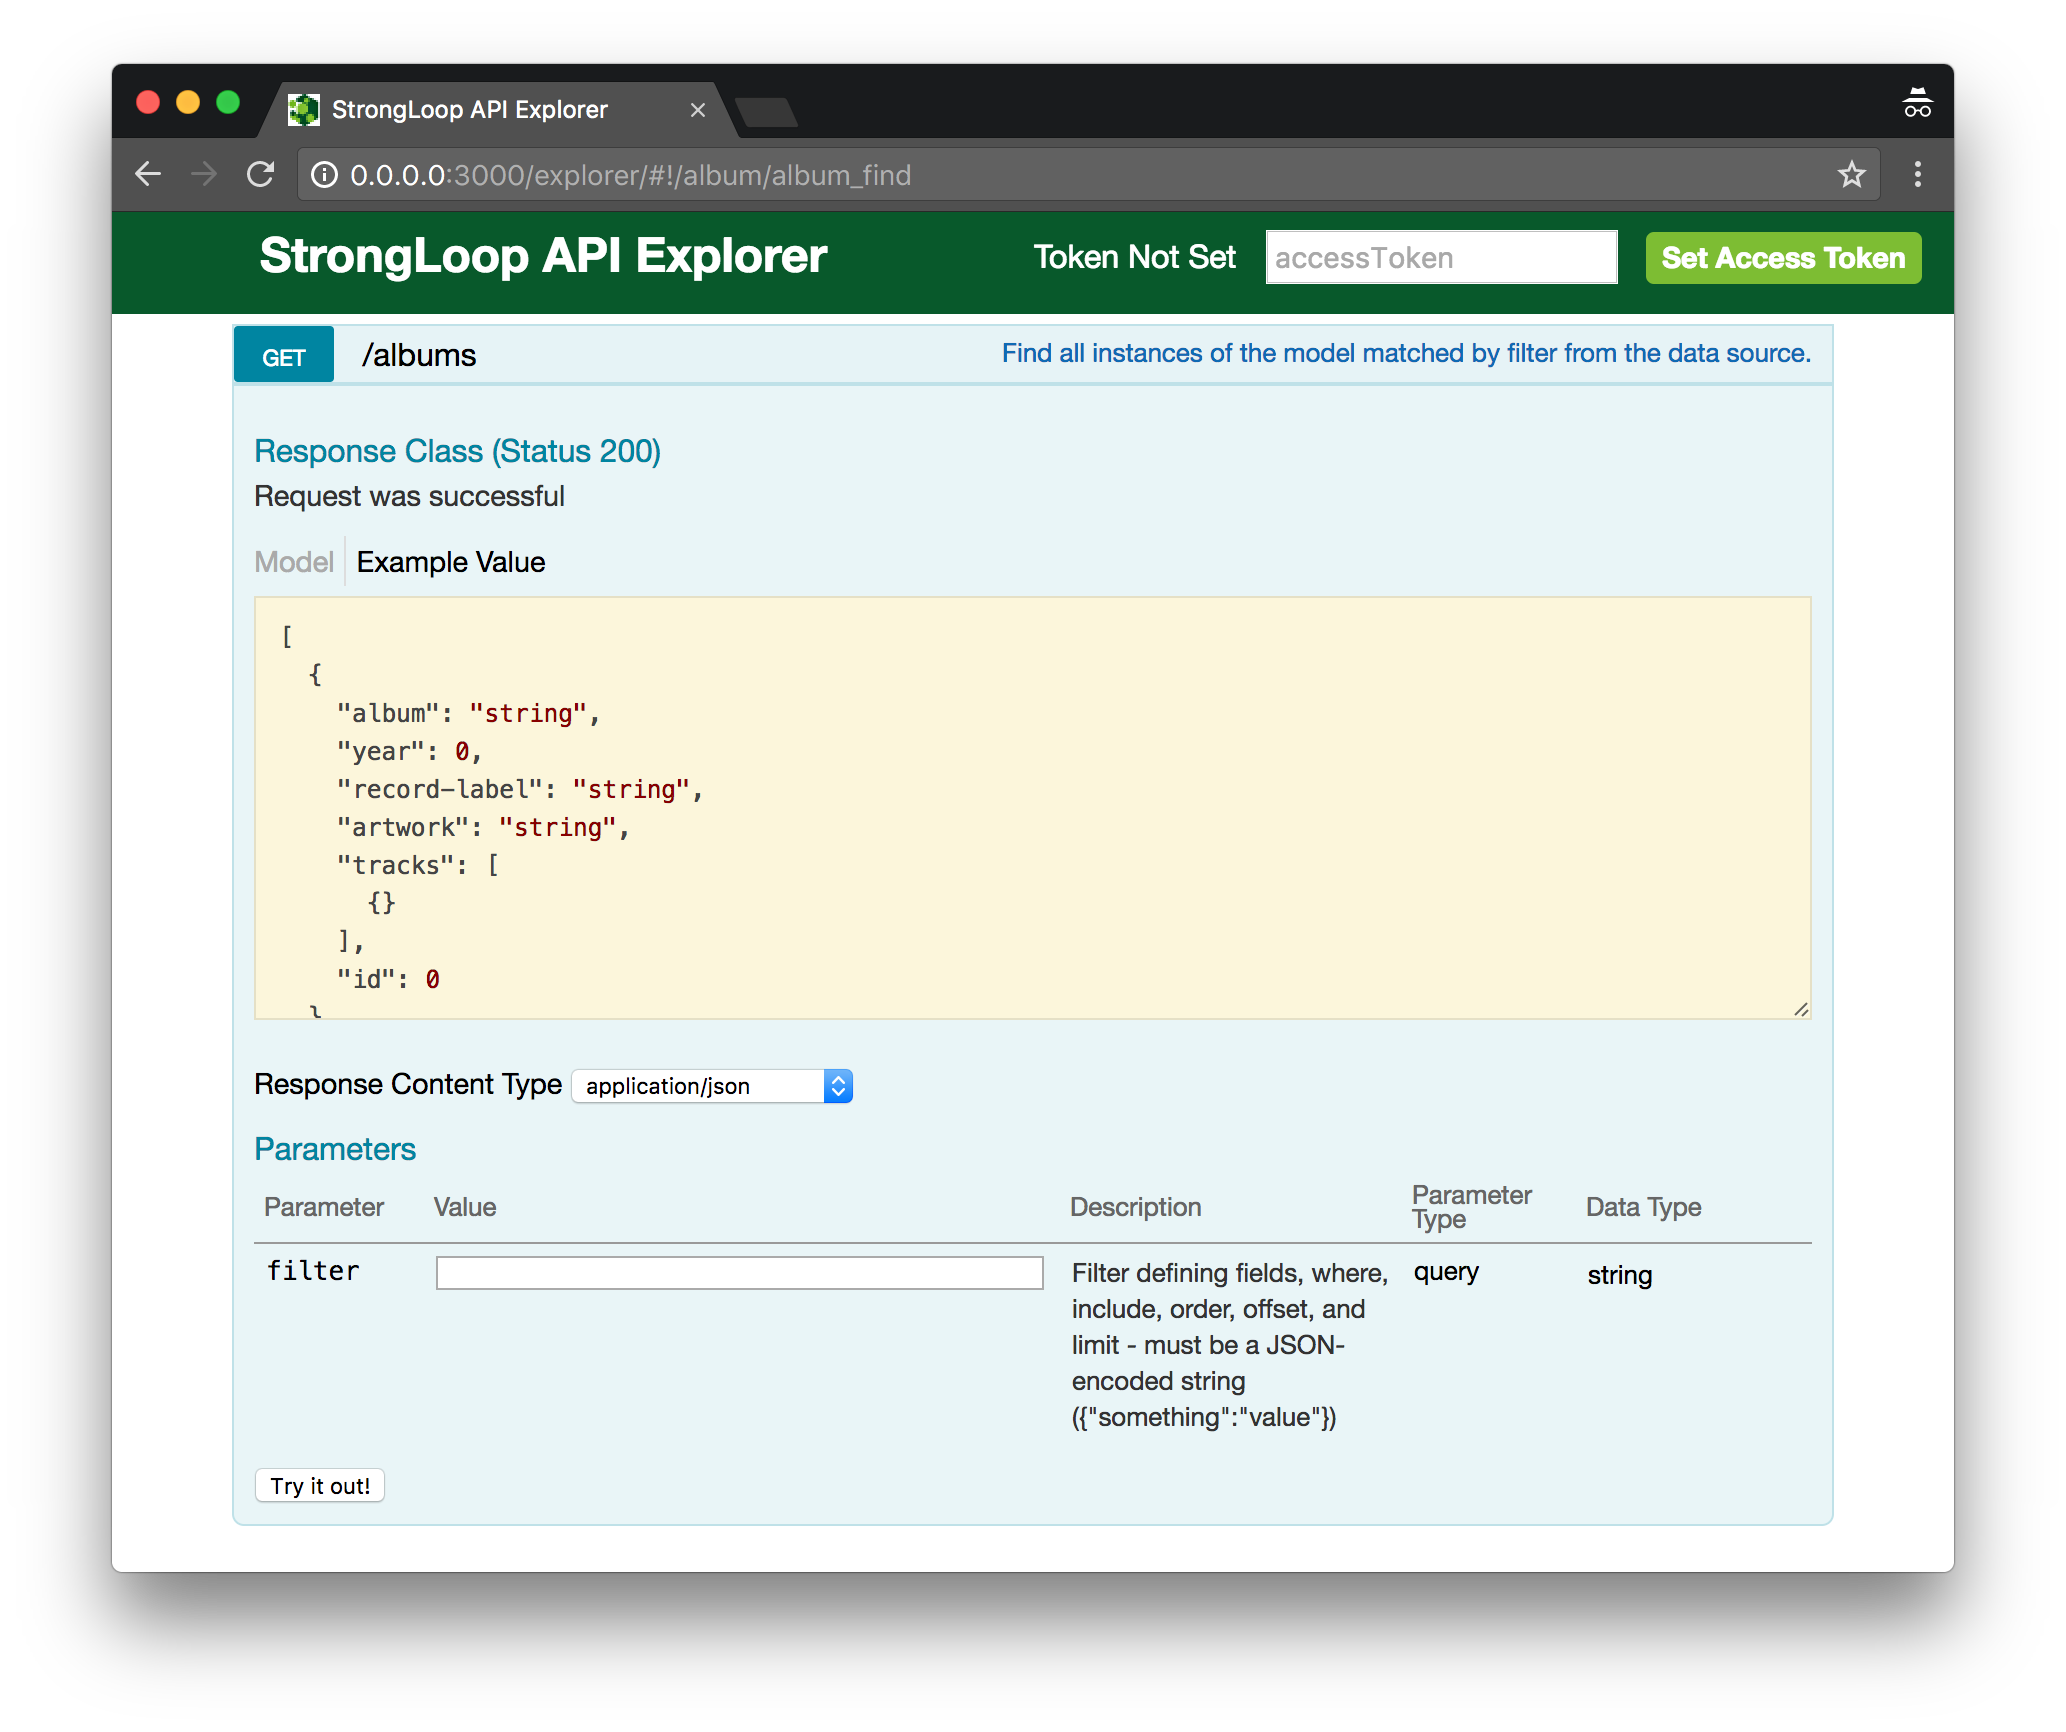 StrongLoop API Explorer
0.0.0.0:3000/explorer/#!/album/album_find
StrongLoop API Explorer
Token Not Set
accessToken
Set Access Token
GET
/albums
Find all instances of the model matched by filter from the data source.
Response Class (Status 200)
Request was successful
Model
Example Value
[
{
"album": "string",
"year": 0,
"record-label": "string",
"artwork": "string",
"tracks": [
{}
],
"id": 0
}
Response Content Type
application/json
Parameters
Parameter
Value
Description
Parameter
Type
Data Type
filter
Filter defining fields, where,
include, order, offset, and
limit - must be a JSON-
encoded string
({"something":"value"})
query
string
Try it out!